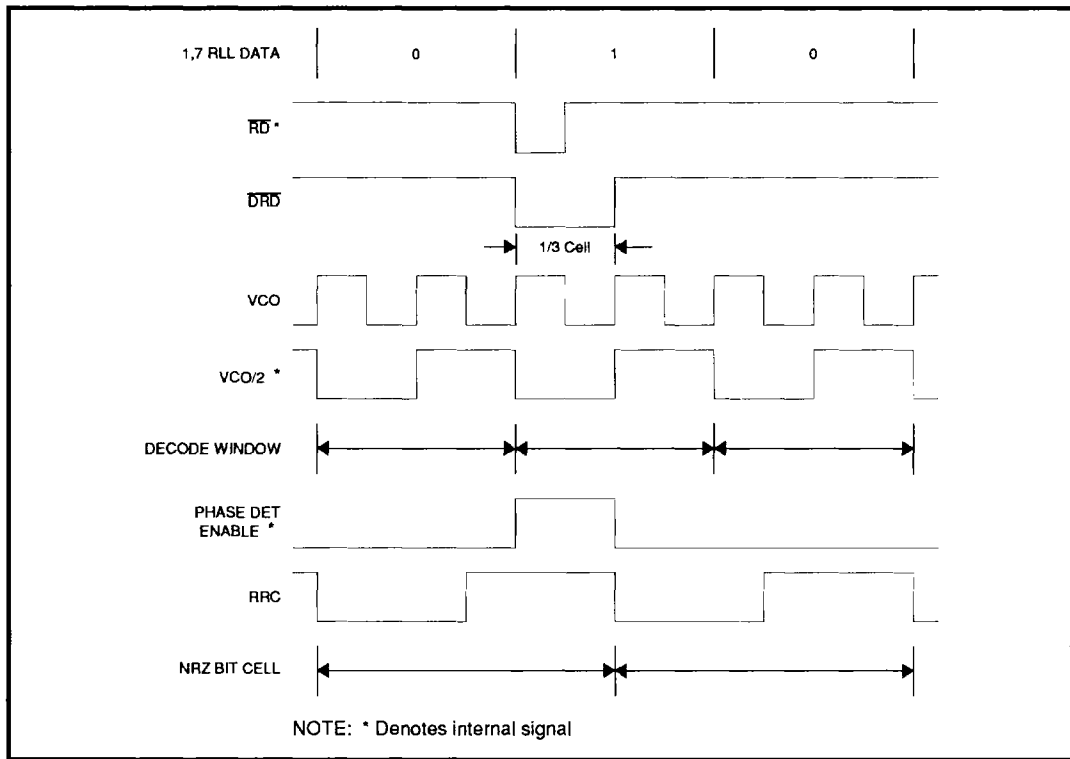 1,7 RLL DATA
0 1 0
RD *
DRD
1/3 Cell
VCO
VCO/2 *
DECODE WINDOW
PHASE DET
ENABLE *
RRC
NRZ BIT CELL
NOTE: * Denotes internal signal